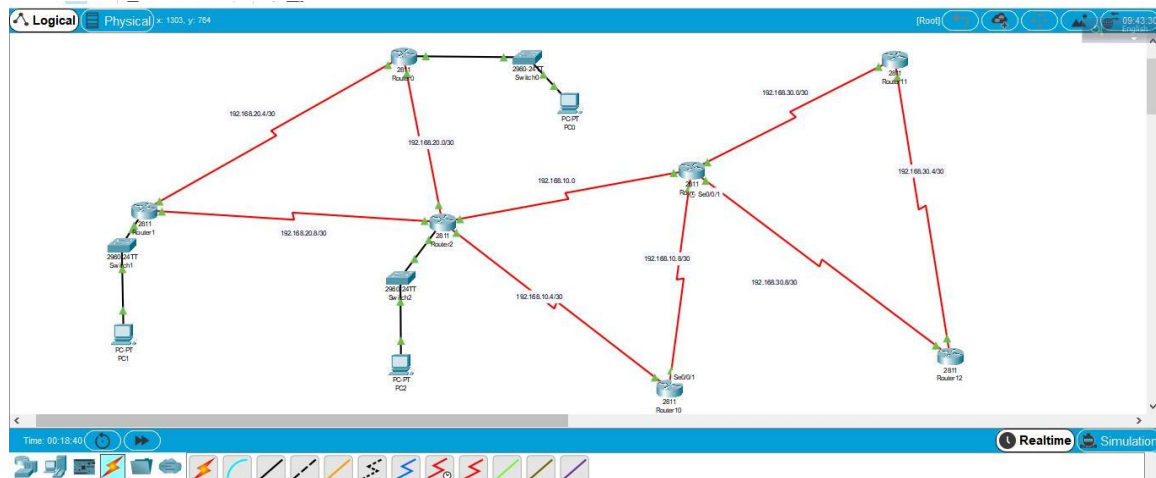 Logical
Physical x: 1303, y: 764
[Root]
09:43:30
English
2811
Router0
2960-24TT
Switch0
PC-PT
PC0
2811
Router11
192.168.20.4/30
192.168.20.0/30
192.168.30.0/30
192.168.10.0
2811
Se0/0/1
192.168.30.4/30
2811
Router1
192.168.20.8/30
2811
Router2
2960-24TT
Switch1
2960-24TT
Switch2
192.168.10.8/30
192.168.30.8/30
192.168.10.4/30
PC-PT
PC1
PC-PT
PC2
Se0/0/1
2811
Router10
2811
Router12
Time: 00:18:40
Realtime
Simulation